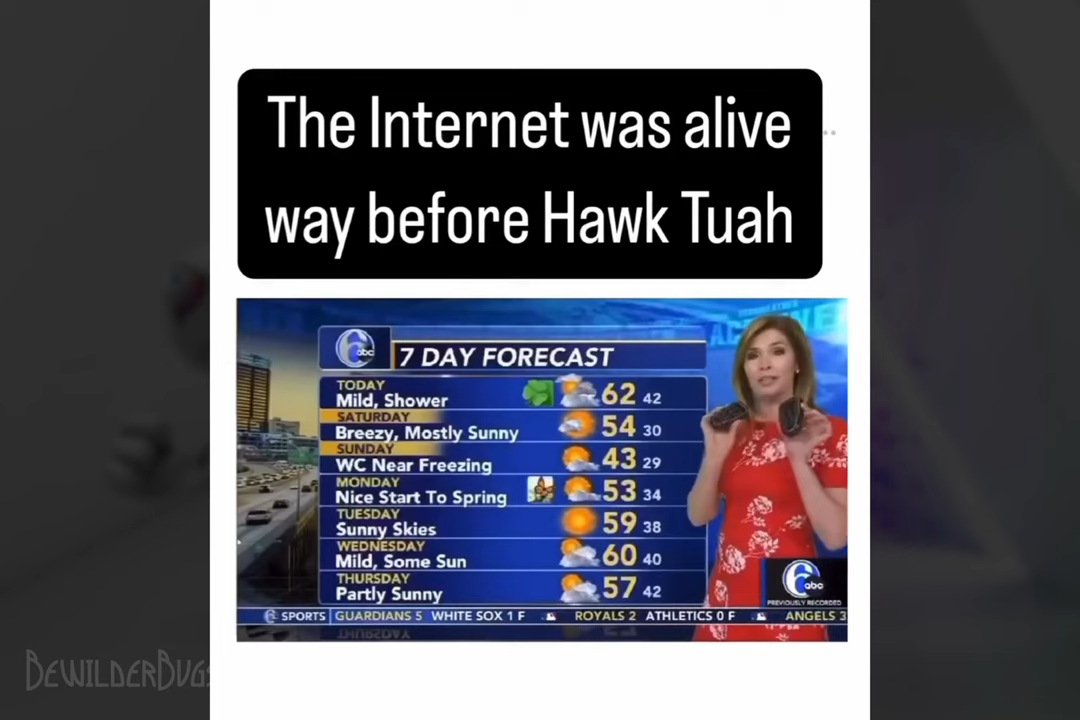 The Internet was alive
way before Hawk Tuah
6abc
7 DAY FORECAST
TODAY
Mild, Shower 62 42
SATURDAY
Breezy, Mostly Sunny 54 30
SUNDAY
WC Near Freezing 43 29
MONDAY
Nice Start To Spring 53 34
TUESDAY
Sunny Skies 59 38
WEDNESDAY
Mild, Some Sun 60 40
THURSDAY
Partly Sunny 57 42
6abc
PREVIOUSLY RECORDED
6 SPORTS GUARDIANS 5 WHITE SOX 1 F ROYALS 2 ATHLETICS 0 F ANGELS 3
BEWILDERBUGS